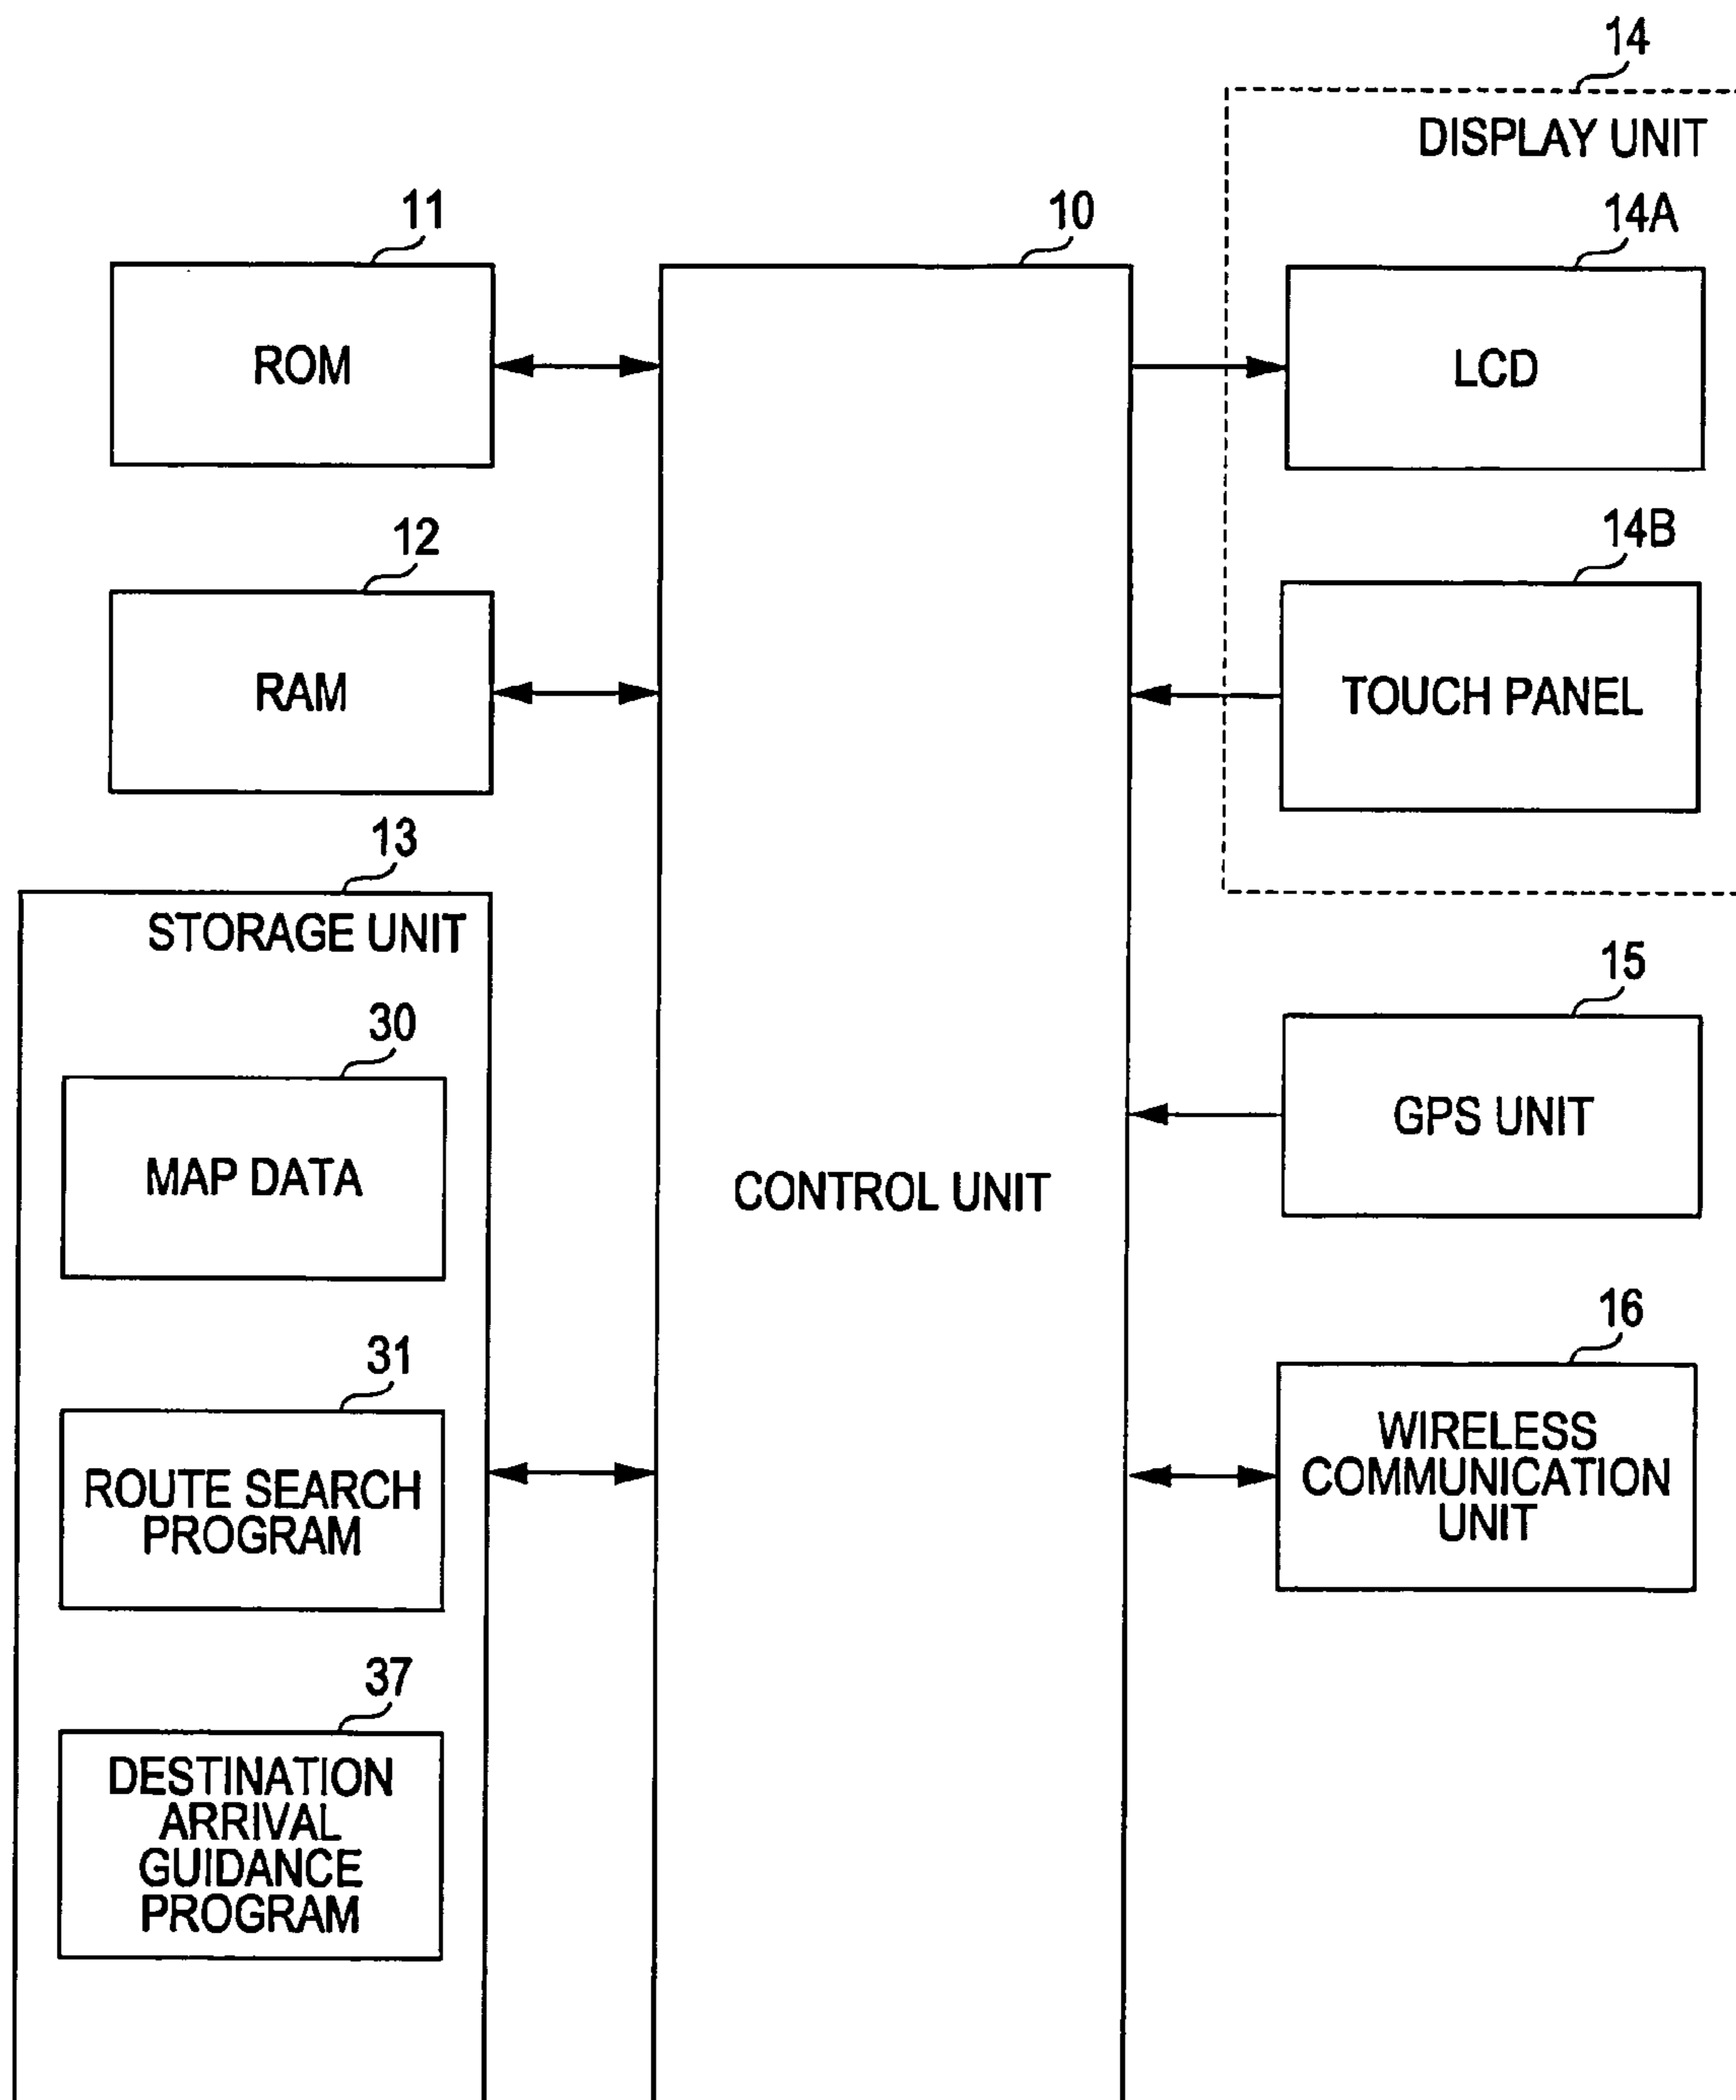 14
DISPLAY UNIT
11
10
14A
ROM
LCD
12
14B
RAM
TOUCH PANEL
13
STORAGE UNIT
15
30
GPS UNIT
MAP DATA
CONTROL UNIT
16
31
WIRELESS
COMMUNICATION
UNIT
ROUTE SEARCH
PROGRAM
37
DESTINATION
ARRIVAL
GUIDANCE
PROGRAM